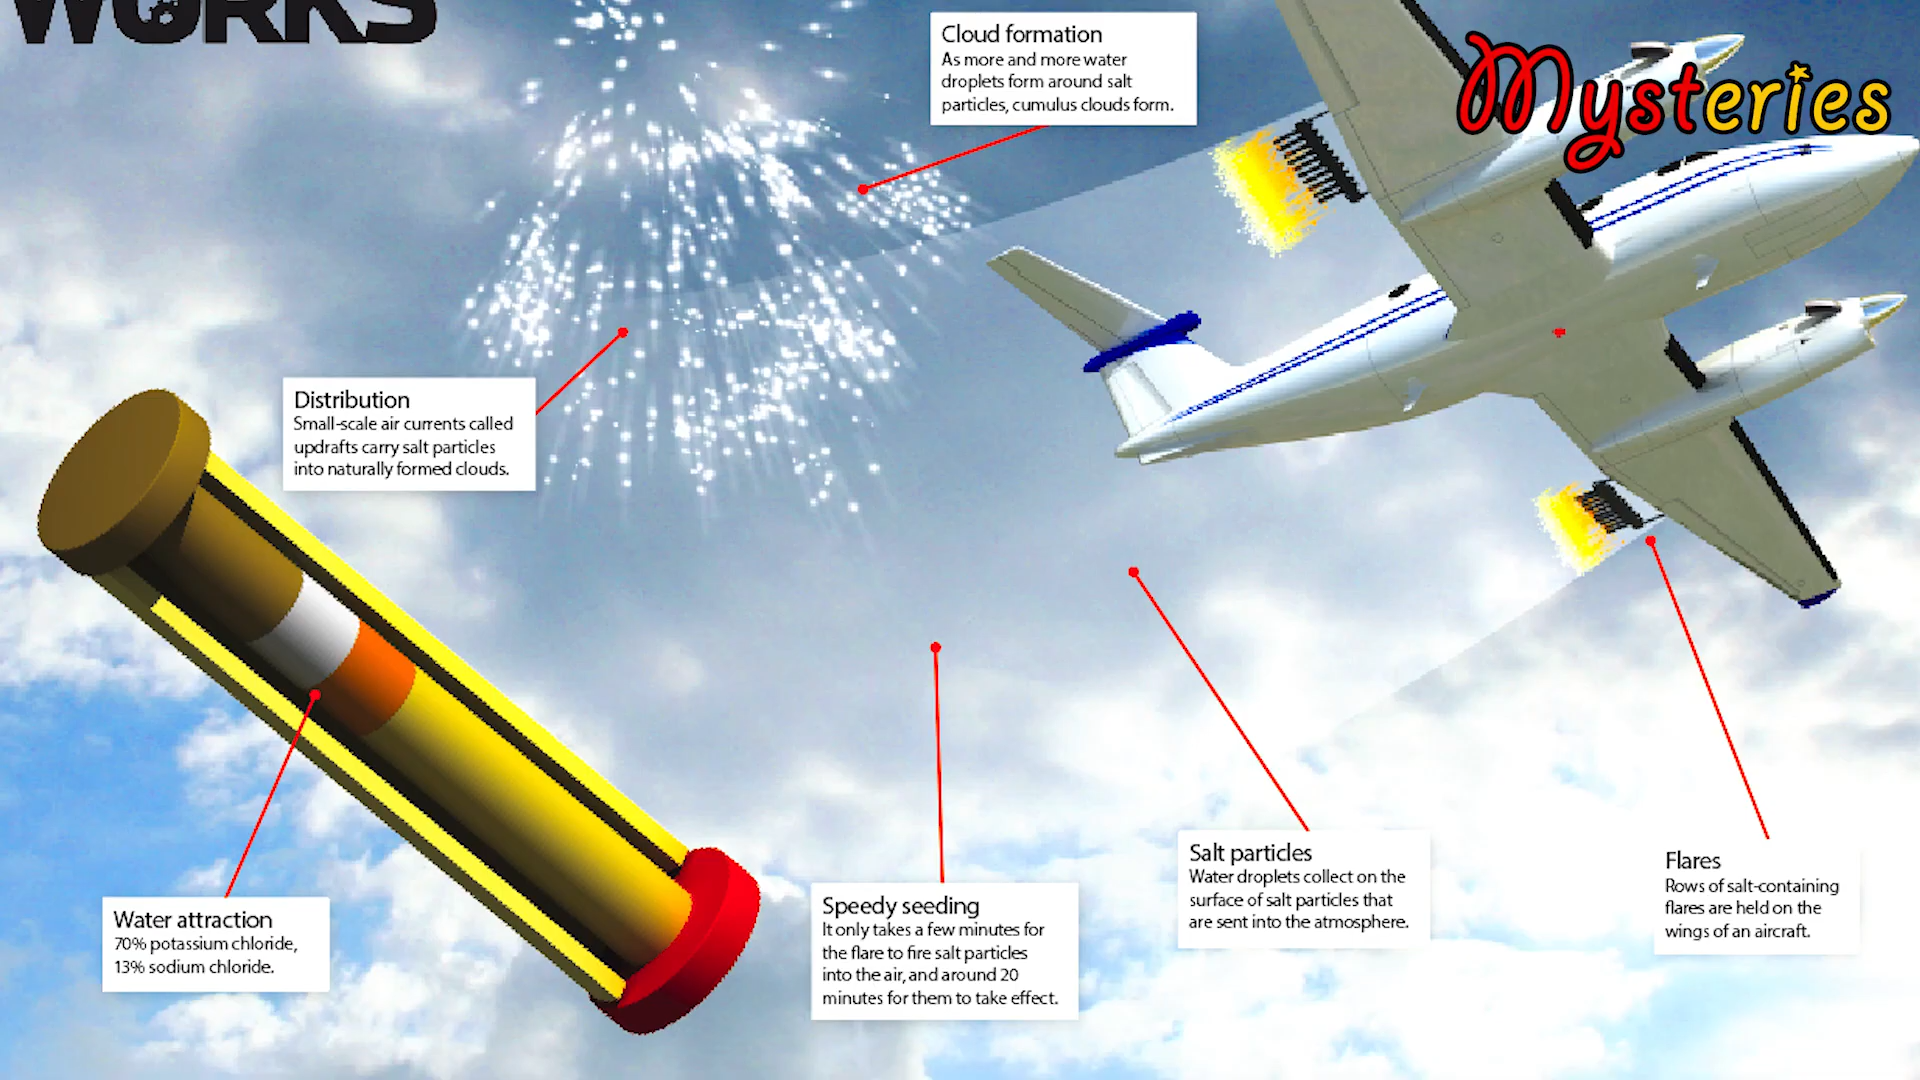 WORKS
Mysteries
Cloud formation
As more and more water
droplets form around salt
particles, cumulus clouds form.
Distribution
Small-scale air currents called
updrafts carry salt particles
into naturally formed clouds.
Water attraction
70% potassium chloride,
13% sodium chloride.
Speedy seeding
It only takes a few minutes for
the flare to fire salt particles
into the air, and around 20
minutes for them to take effect.
Salt particles
Water droplets collect on the
surface of salt particles that
are sent into the atmosphere.
Flares
Rows of salt-containing
flares are held on the
wings of an aircraft.